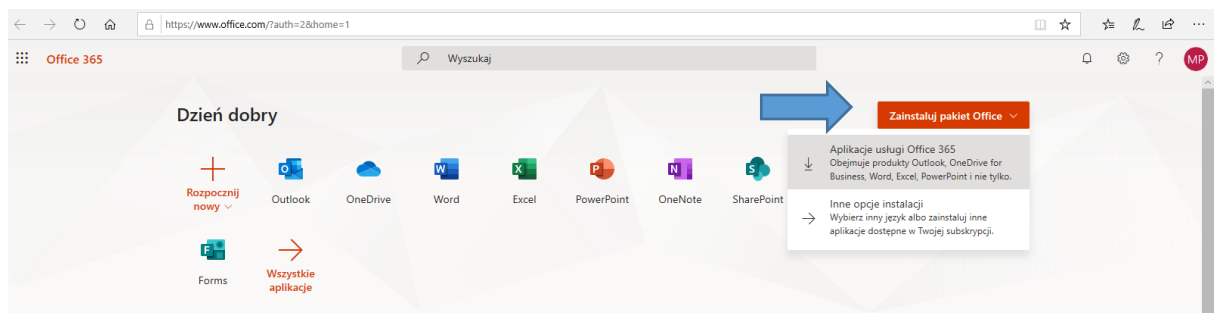 https://www.office.com/?auth=2&home=1
Office 365
Wyszukaj
?
MP
Dzień dobry
Zainstaluj pakiet Office
Aplikacje usługi Office 365
Obejmuje produkty Outlook, OneDrive for
Business, Word, Excel, PowerPoint i nie tylko.
Inne opcje instalacji
Wybierz inny język albo zainstaluj inne
aplikacje dostępne w Twojej subskrypcji.
Rozpocznij
nowy
Outlook
OneDrive
Word
Excel
PowerPoint
OneNote
SharePoint
Forms
Wszystkie
aplikacje